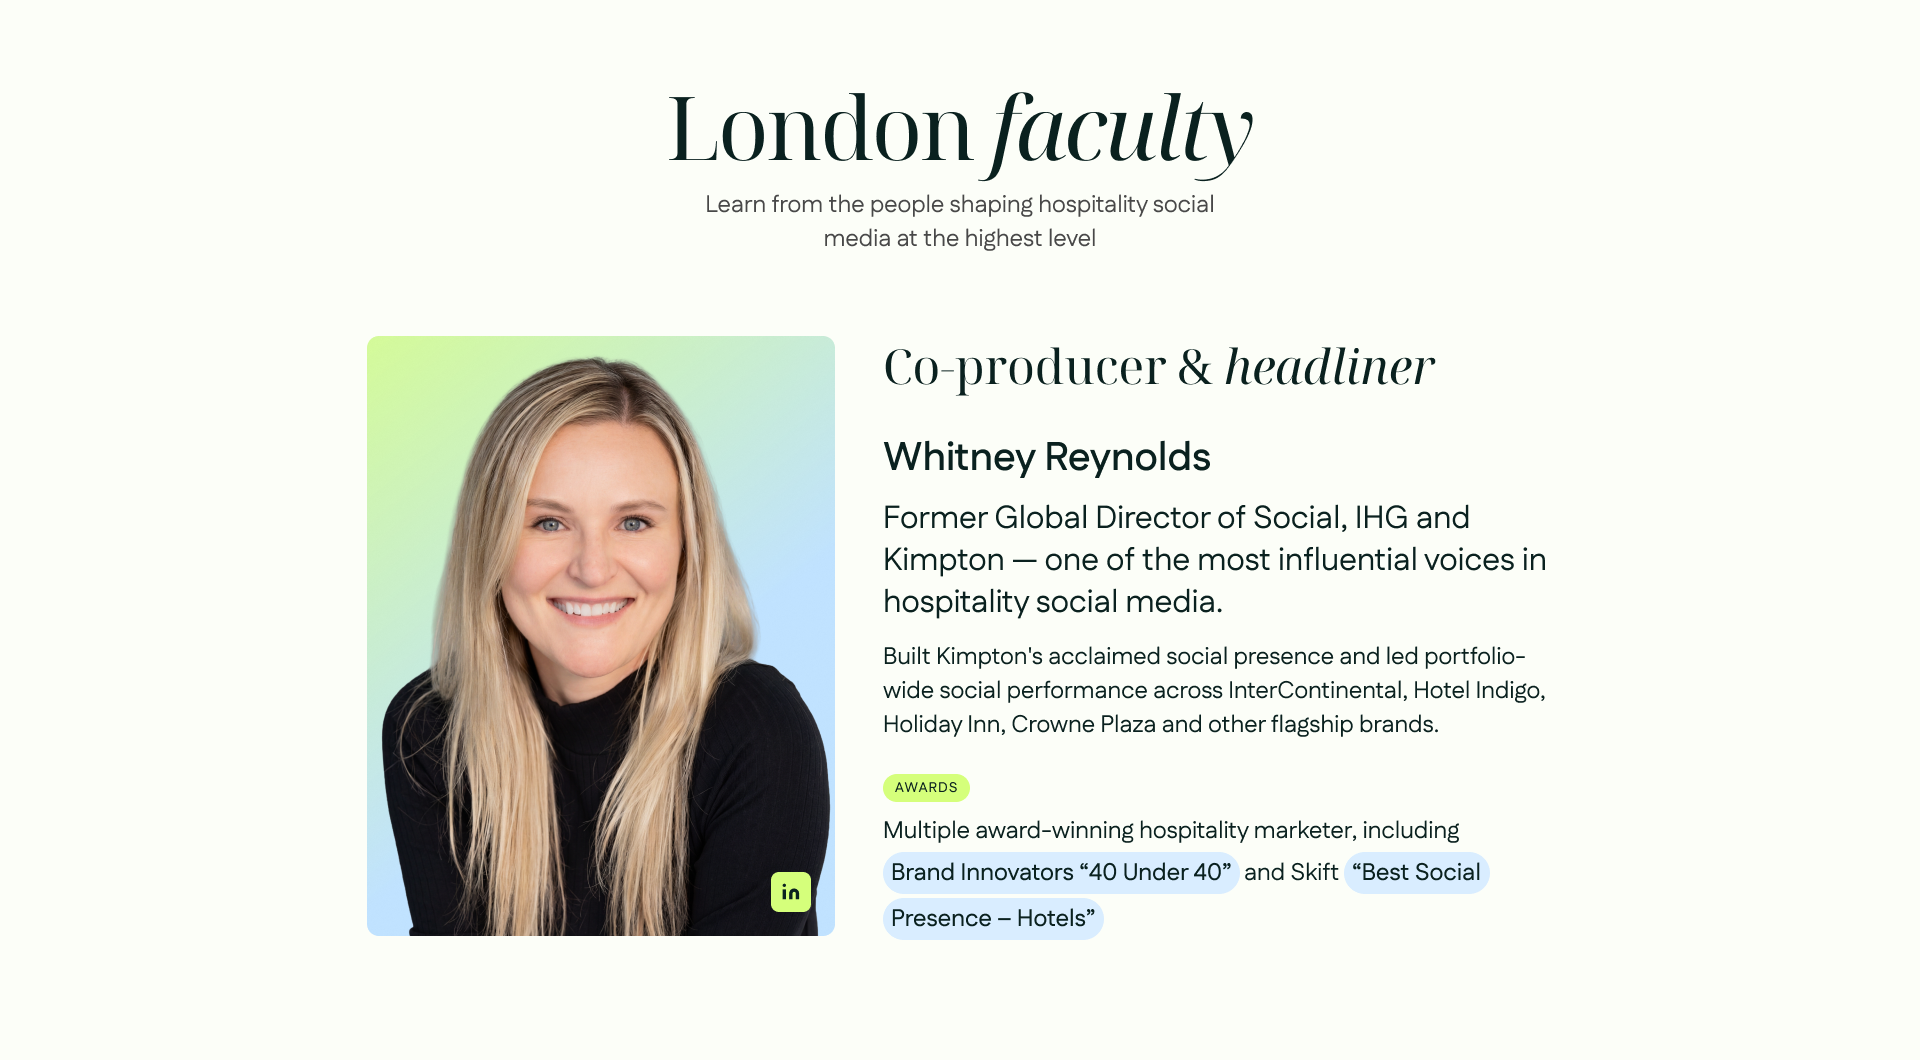 London faculty
Learn from the people shaping hospitality social
media at the highest level
Co-producer & headliner
Whitney Reynolds
Former Global Director of Social, IHG and
Kimpton — one of the most influential voices in
hospitality social media.
Built Kimpton's acclaimed social presence and led portfolio-
wide social performance across InterContinental, Hotel Indigo,
Holiday Inn, Crowne Plaza and other flagship brands.
AWARDS
Multiple award-winning hospitality marketer, including
Brand Innovators “40 Under 40” and Skift “Best Social
Presence – Hotels”
in